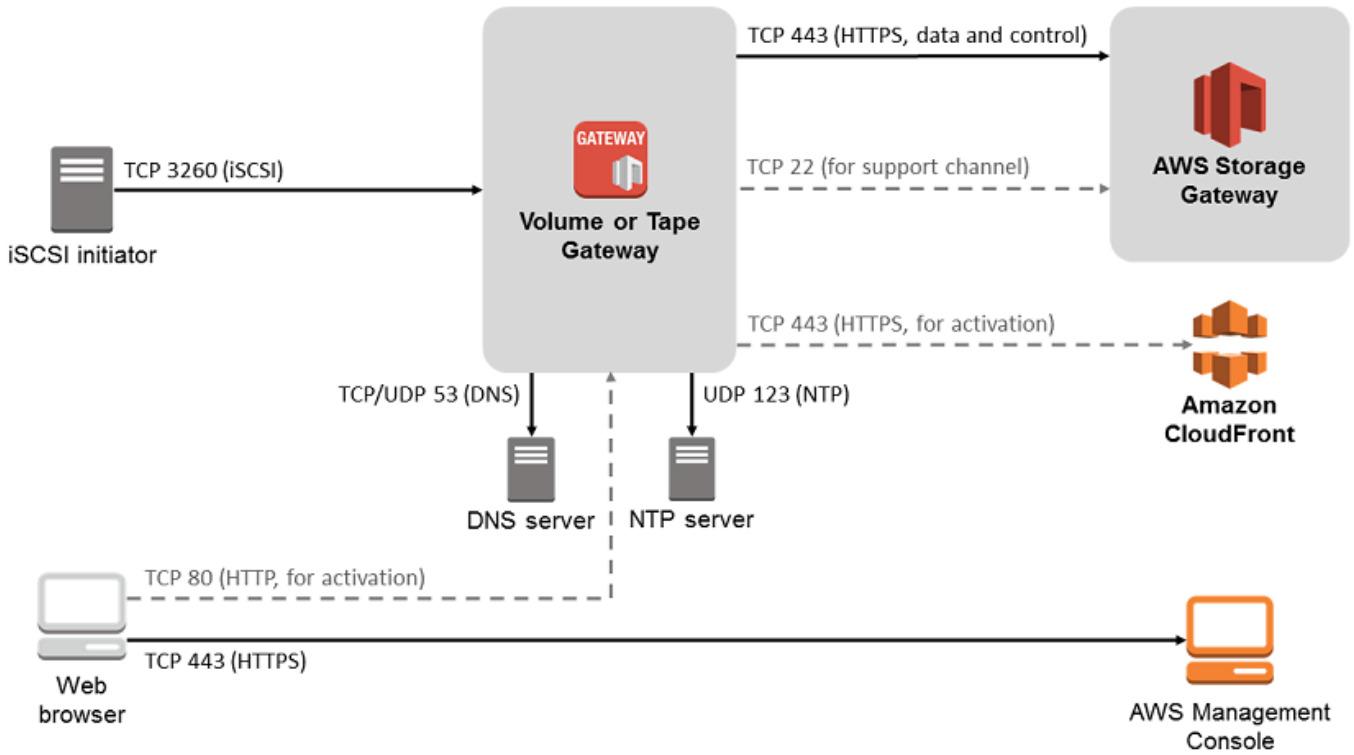 TCP 443 (HTTPS, data and control)
GATEWAY
TCP 3260 (iSCSI)
TCP 22 (for support channel)
AWS Storage
Gateway
Volume or Tape
Gateway
iSCSI initiator
TCP 443 (HTTPS, for activation)
TCP/UDP 53 (DNS)
UDP 123 (NTP)
Amazon
CloudFront
DNS server
NTP server
TCP 80 (HTTP, for activation)
TCP 443 (HTTPS)
Web
browser
AWS Management
Console